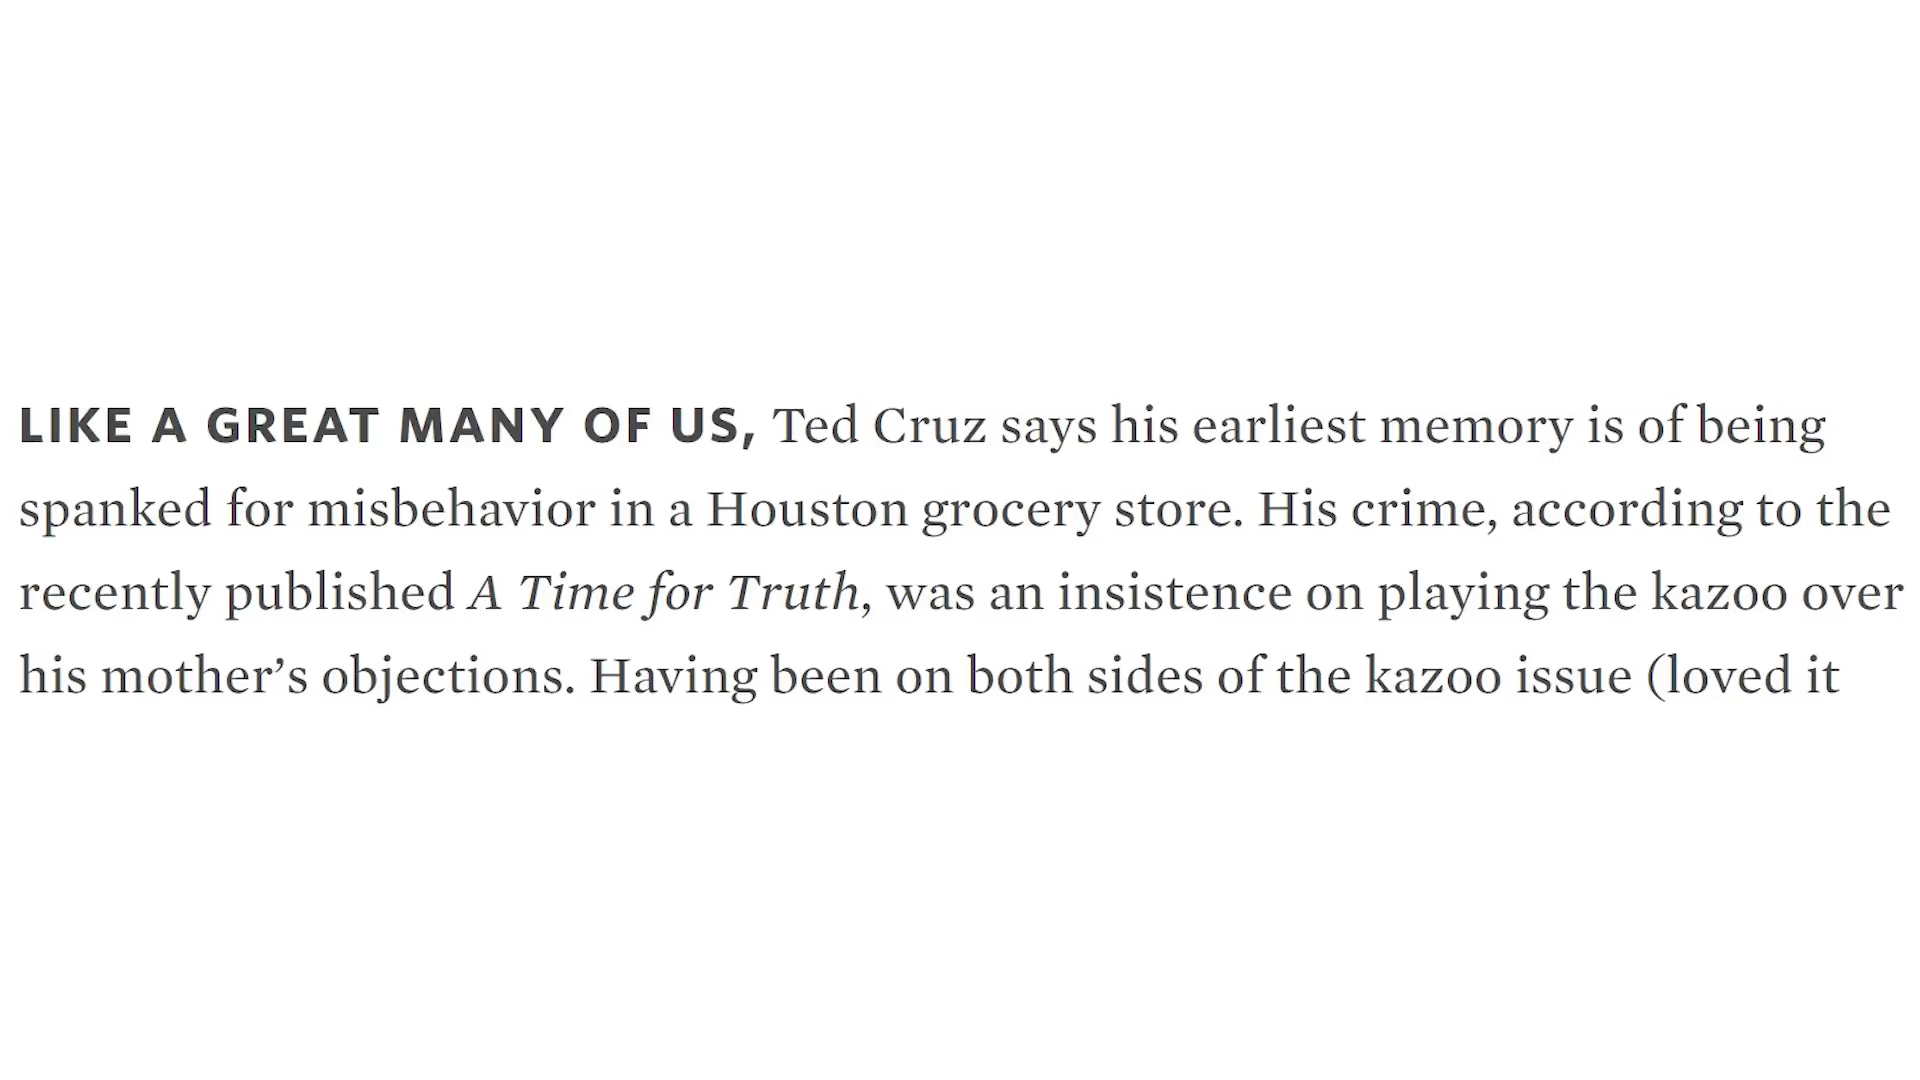 LIKE A GREAT MANY OF US, Ted Cruz says his earliest memory is of being
spanked for misbehavior in a Houston grocery store. His crime, according to the
recently published A Time for Truth, was an insistence on playing the kazoo over
his mother’s objections. Having been on both sides of the kazoo issue (loved it